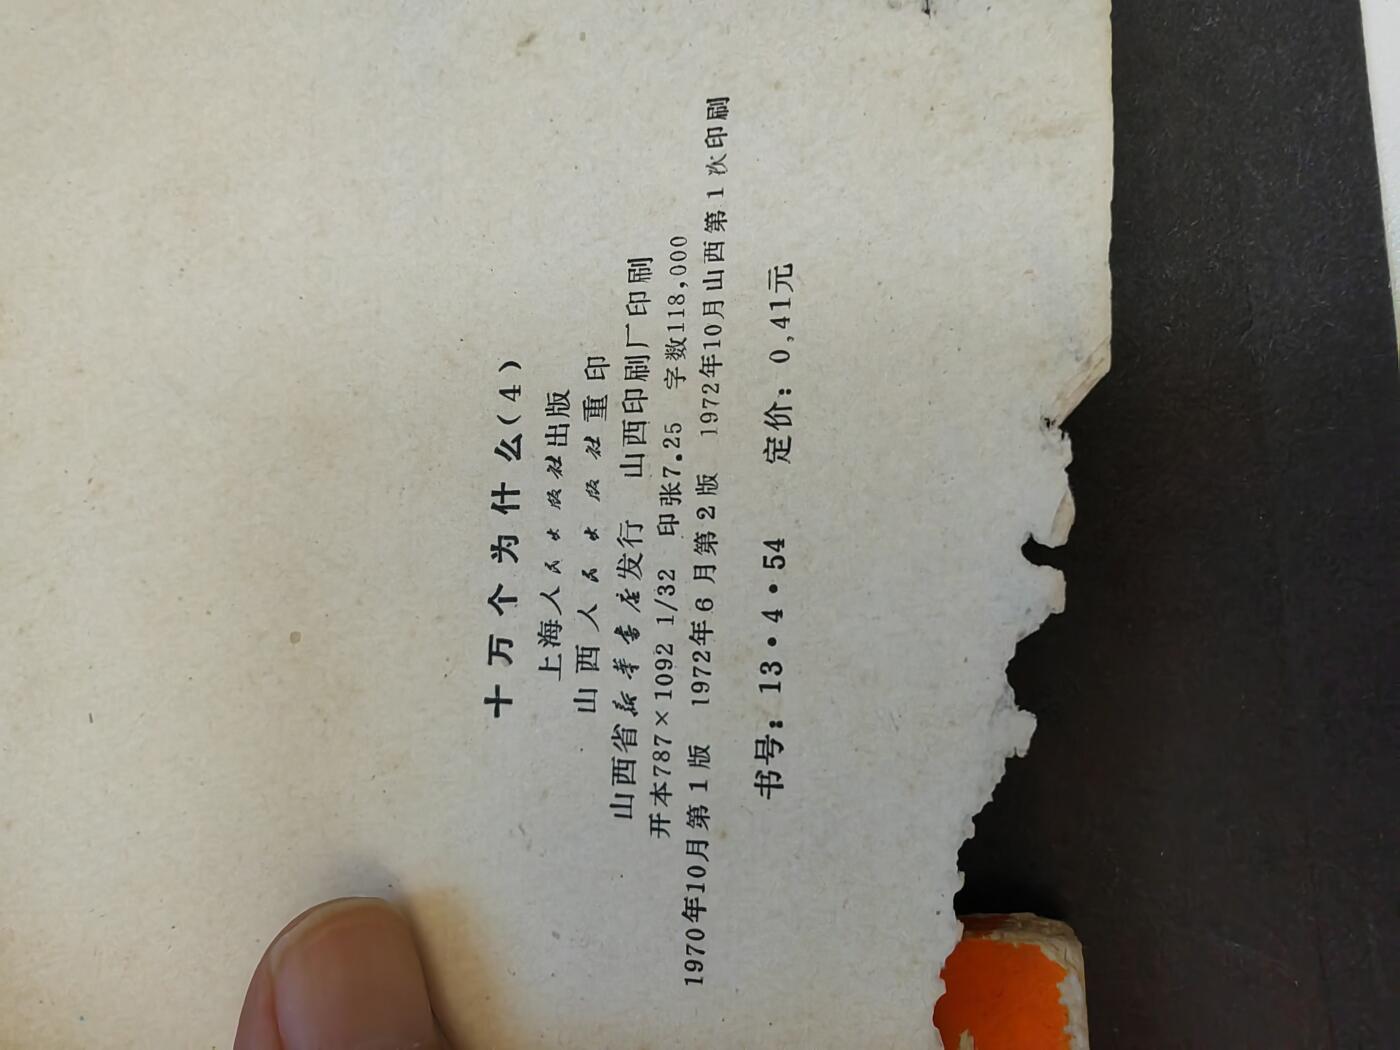 十万个为什么(4)
上海人民出版社出版
山西人民出版社重印
山西省新华书店发行 山西印刷厂印刷
开本787×1092 1/32 印张7.25 字数118,000
1970年10月第1版 1972年6月第2版 1972年10月山西第1次印刷
书号:13·4·54 定价:0,41元